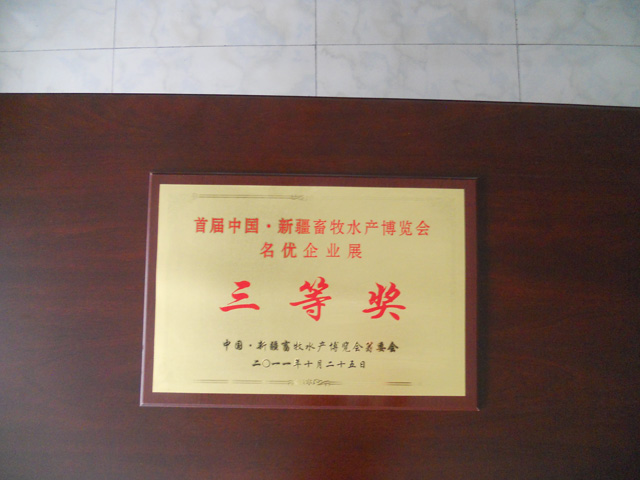 首届中国·新疆畜牧水产博览会
名优企业展
三等奖
中国·新疆畜牧水产博览会筹委会
二〇一一年十月二十五日